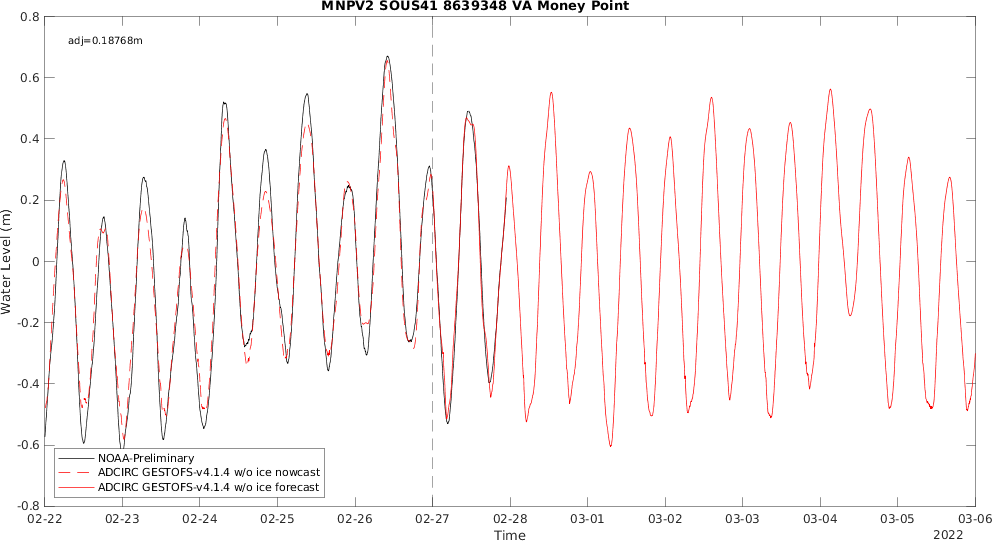 MNPV2 SOUS41 8639348 VA Money Point
adj=0.18768m
0.8
0.6
0.4
0.2
0
-0.2
-0.4
-0.6
-0.8
Water Level (m)
NOAA-Preliminary
ADCIRC GESTOFS-v4.1.4 w/o ice nowcast
ADCIRC GESTOFS-v4.1.4 w/o ice forecast
02-22 02-23 02-24 02-25 02-26 02-27 02-28 03-01 03-02 03-03 03-04 03-05 03-06
Time
2022